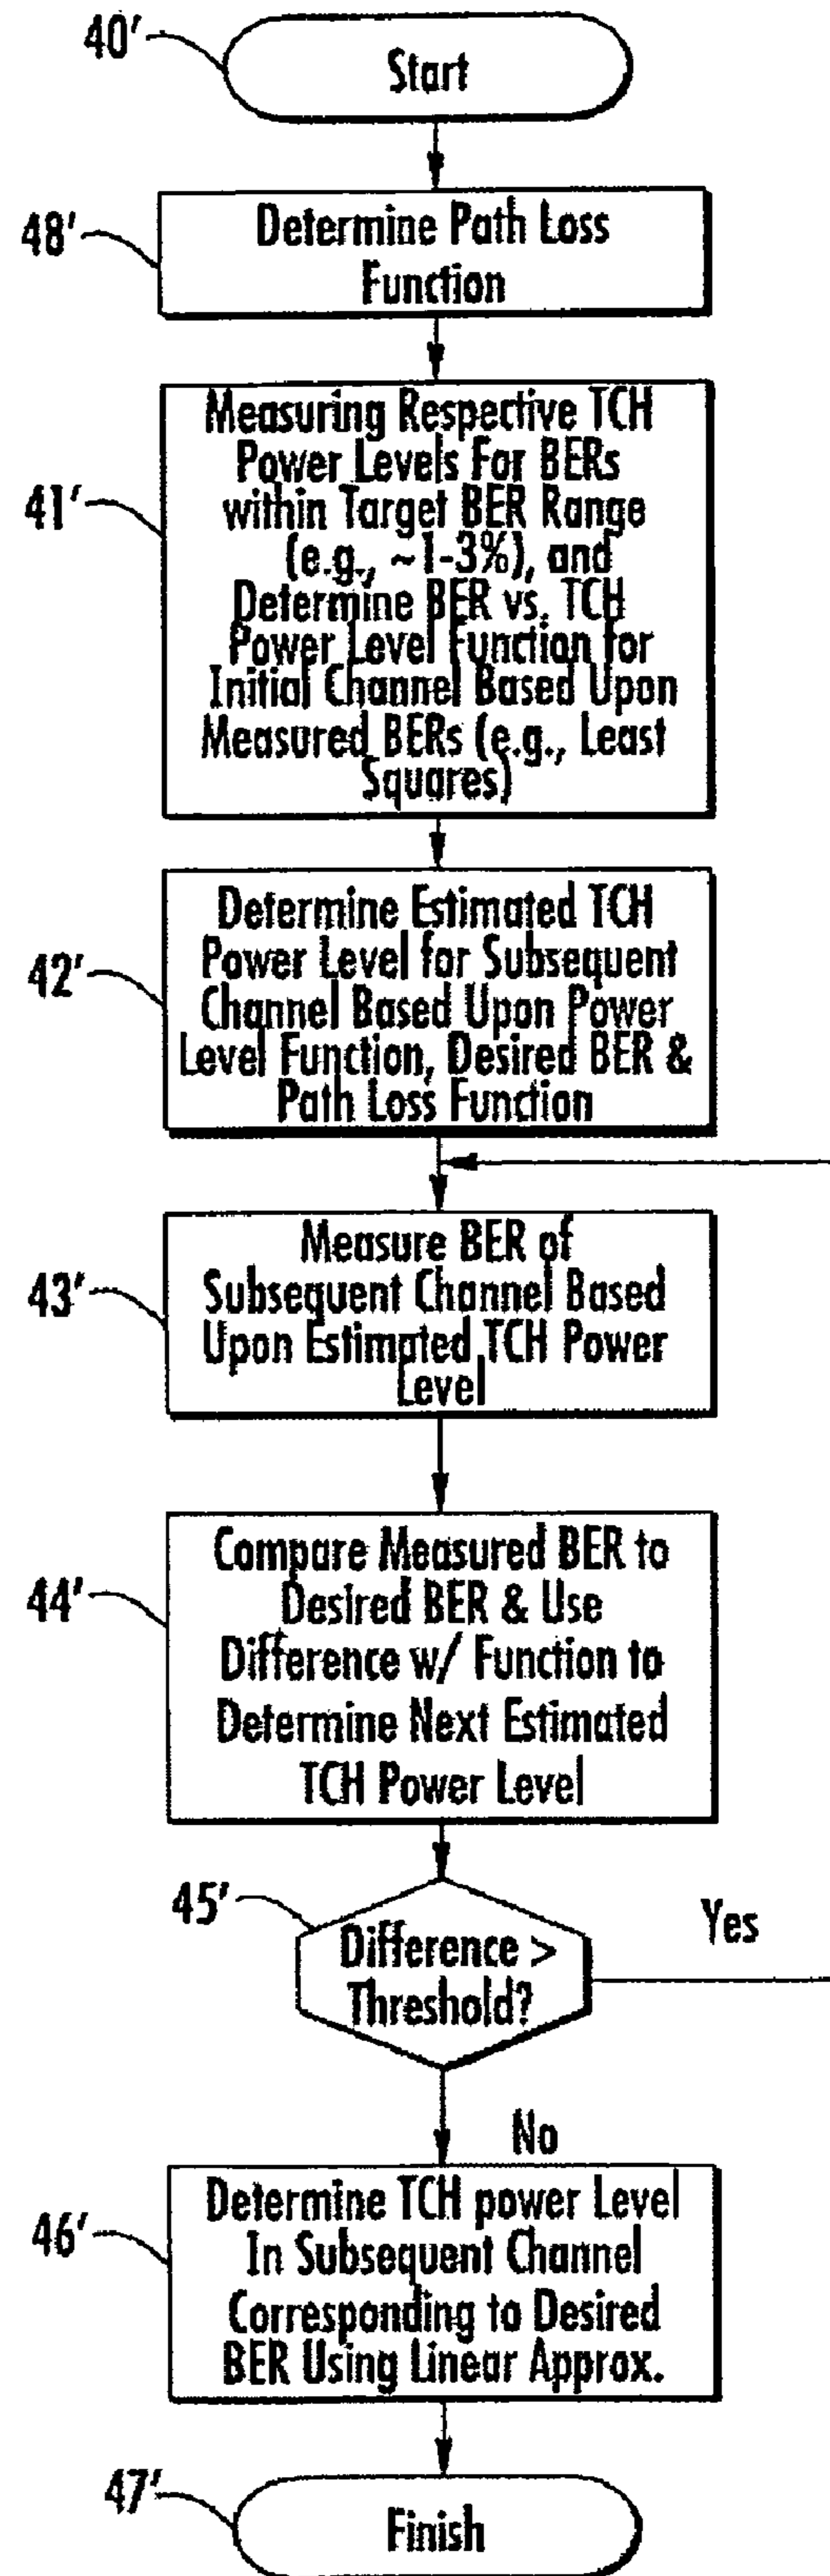 40'
Start
48'
Determine Path Loss
Function
41'
Measuring Respective TCH
Power Levels For BERs
within Target BER Range
(e.g., ~1-3%), and
Determine BER vs. TCH
Power Level Function for
Initial Channel Based Upon
Measured BERs (e.g., Least
Squares)
42'
Determine Estimated TCH
Power Level for Subsequent
Channel Based Upon Power
Level Function, Desired BER &
Path Loss Function
43'
Measure BER of
Subsequent Channel Based
Upon Estimated TCH Power
Level
44'
Compare Measured BER to
Desired BER & Use
Difference w/ Function to
Determine Next Estimated
TCH Power Level
45'
Difference >
Threshold?
Yes
No
46'
Determine TCH power Level
In Subsequent Channel
Corresponding to Desired
BER Using Linear Approx.
47'
Finish